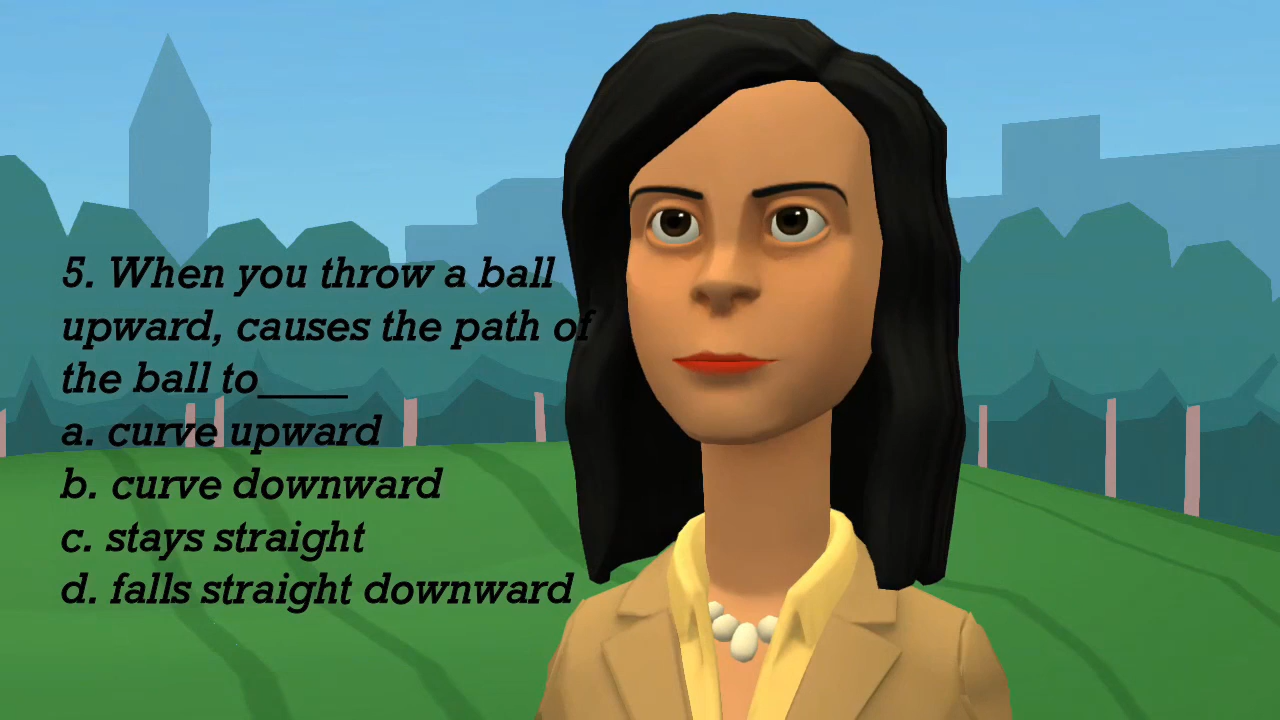 5. When you throw a ball
upward, causes the path of
the ball to____
a. curve upward
b. curve downward
c. stays straight
d. falls straight downward